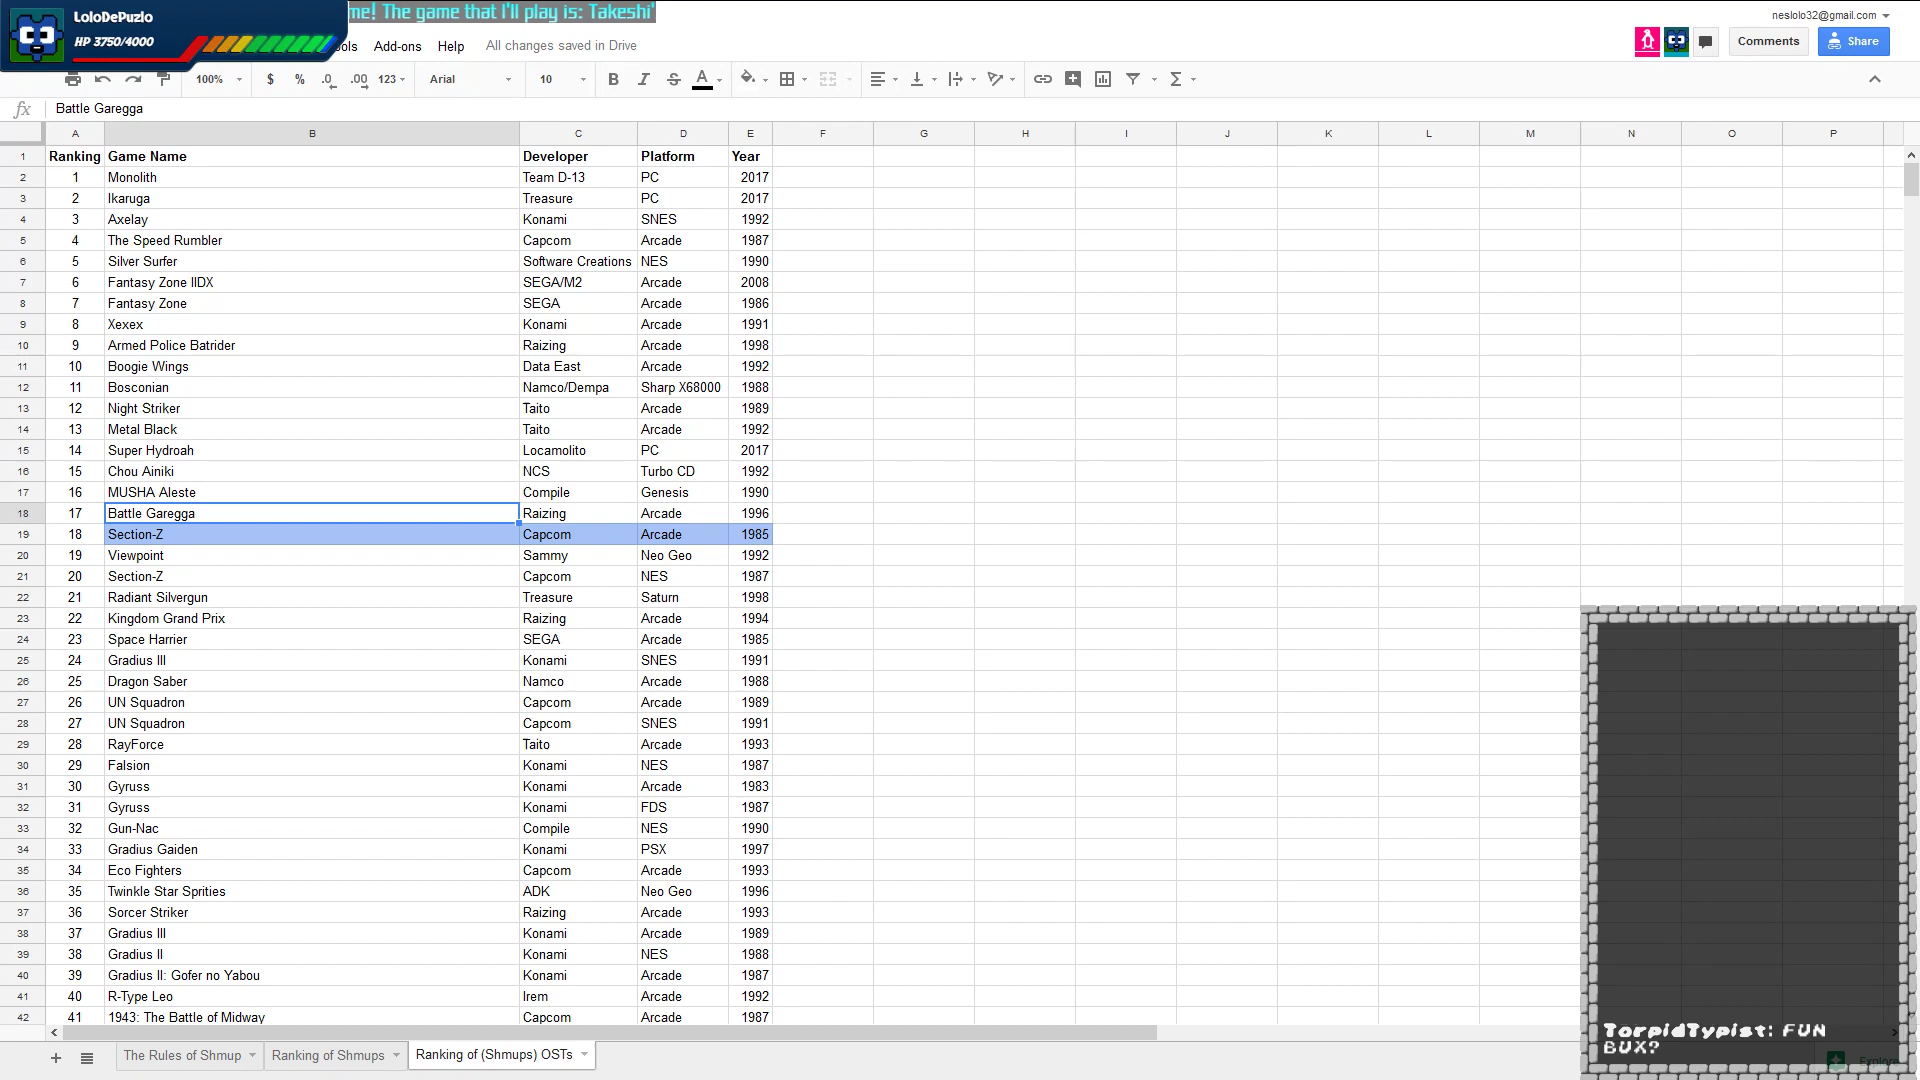 LoloDePuzlo
HP 3750/4000
me! The game that I'll play is: Takeshi'
neslolo32@gmail.com
ols Add-ons Help All changes saved in Drive
Comments Share
100% $ % .0 .00 123 Arial 10 B I S A
fx Battle Garegga
A B C D E F G H I J K L M N O P
1 Ranking Game Name Developer Platform Year
2 1 Monolith Team D-13 PC 2017
3 2 Ikaruga Treasure PC 2017
4 3 Axelay Konami SNES 1992
5 4 The Speed Rumbler Capcom Arcade 1987
6 5 Silver Surfer Software Creations NES 1990
7 6 Fantasy Zone IIDX SEGA/M2 Arcade 2008
8 7 Fantasy Zone SEGA Arcade 1986
9 8 Xexex Konami Arcade 1991
10 9 Armed Police Batrider Raizing Arcade 1998
11 10 Boogie Wings Data East Arcade 1992
12 11 Bosconian Namco/Dempa Sharp X68000 1988
13 12 Night Striker Taito Arcade 1989
14 13 Metal Black Taito Arcade 1992
15 14 Super Hydroah Locamolito PC 2017
16 15 Chou Ainiki NCS Turbo CD 1992
17 16 MUSHA Aleste Compile Genesis 1990
18 17 Battle Garegga Raizing Arcade 1996
19 18 Section-Z Capcom Arcade 1985
20 19 Viewpoint Sammy Neo Geo 1992
21 20 Section-Z Capcom NES 1987
22 21 Radiant Silvergun Treasure Saturn 1998
23 22 Kingdom Grand Prix Raizing Arcade 1994
24 23 Space Harrier SEGA Arcade 1985
25 24 Gradius III Konami SNES 1991
26 25 Dragon Saber Namco Arcade 1988
27 26 UN Squadron Capcom Arcade 1989
28 27 UN Squadron Capcom SNES 1991
29 28 RayForce Taito Arcade 1993
30 29 Falsion Konami NES 1987
31 30 Gyruss Konami Arcade 1983
32 31 Gyruss Konami FDS 1987
33 32 Gun-Nac Compile NES 1990
34 33 Gradius Gaiden Konami PSX 1997
35 34 Eco Fighters Capcom Arcade 1993
36 35 Twinkle Star Sprities ADK Neo Geo 1996
37 36 Sorcer Striker Raizing Arcade 1993
38 37 Gradius III Konami Arcade 1989
39 38 Gradius II Konami NES 1988
40 39 Gradius II: Gofer no Yabou Konami Arcade 1987
41 40 R-Type Leo Irem Arcade 1992
42 41 1943: The Battle of Midway Capcom Arcade 1987
TorpidTypist: FUN
BUX?
The Rules of Shmup Ranking of Shmups Ranking of (Shmups) OSTs
Explore